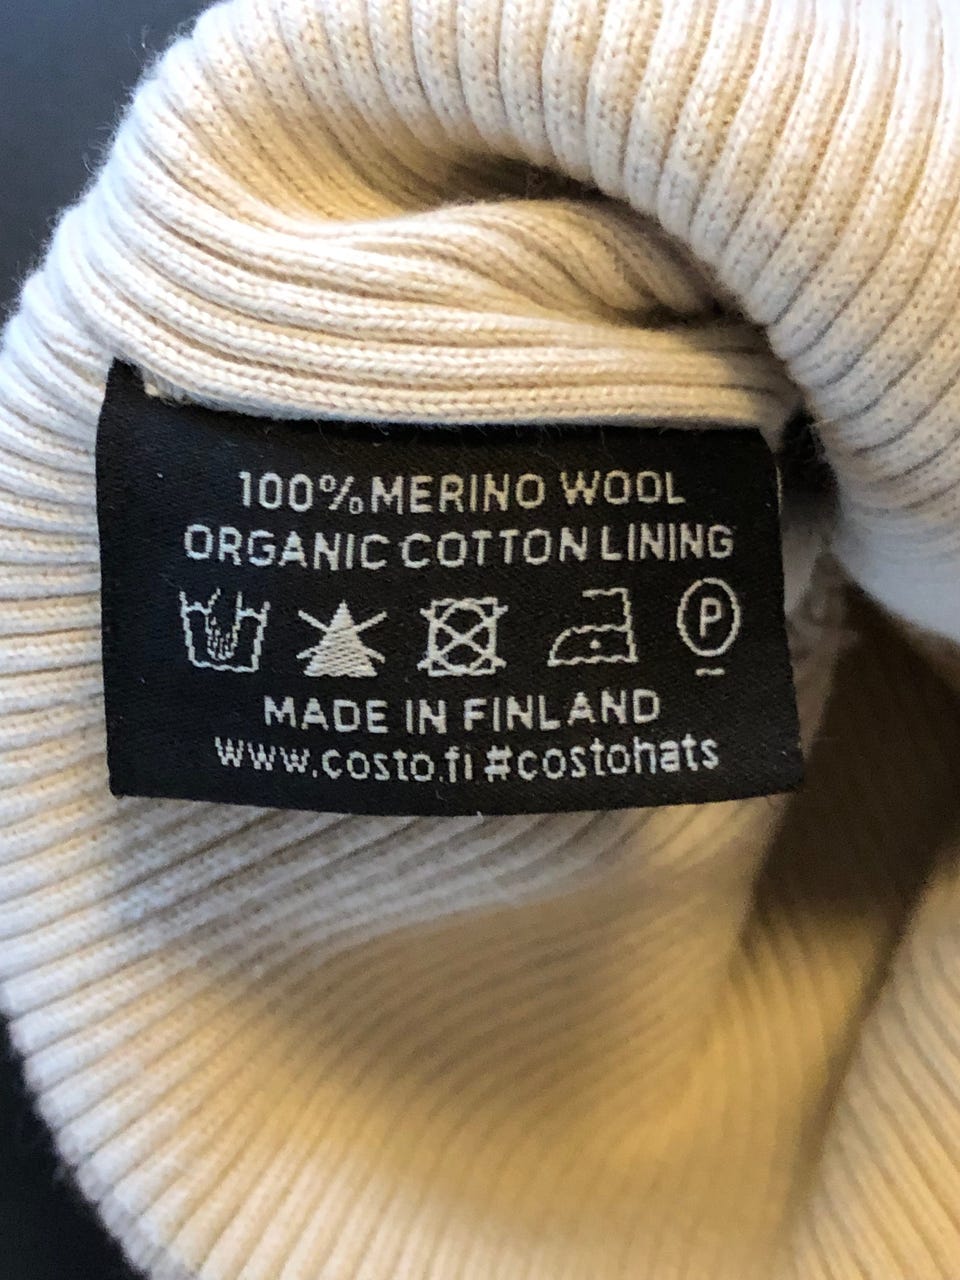 100% MERINO WOOL
ORGANIC COTTON LINING
P
MADE IN FINLAND
www.costo.fi #costohats